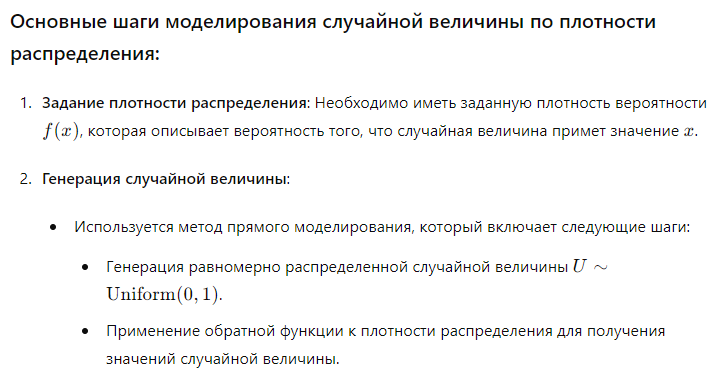 Основные шаги моделирования случайной величины по плотности
распределения:
1. Задание плотности распределения: Необходимо иметь заданную плотность вероятности
f(x), которая описывает вероятность того, что случайная величина примет значение x.
2. Генерация случайной величины:
• Используется метод прямого моделирования, который включает следующие шаги:
• Генерация равномерно распределенной случайной величины U ∼
Uniform(0, 1).
• Применение обратной функции к плотности распределения для получения
значений случайной величины.